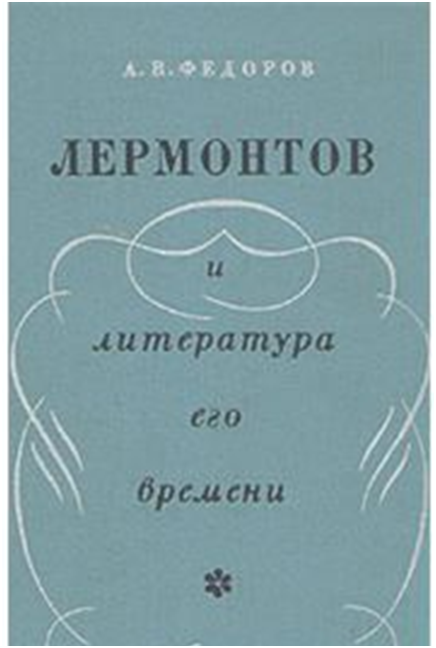 А. В. ФЕДОРОВ
ЛЕРМОНТОВ
и
литература
его
времени